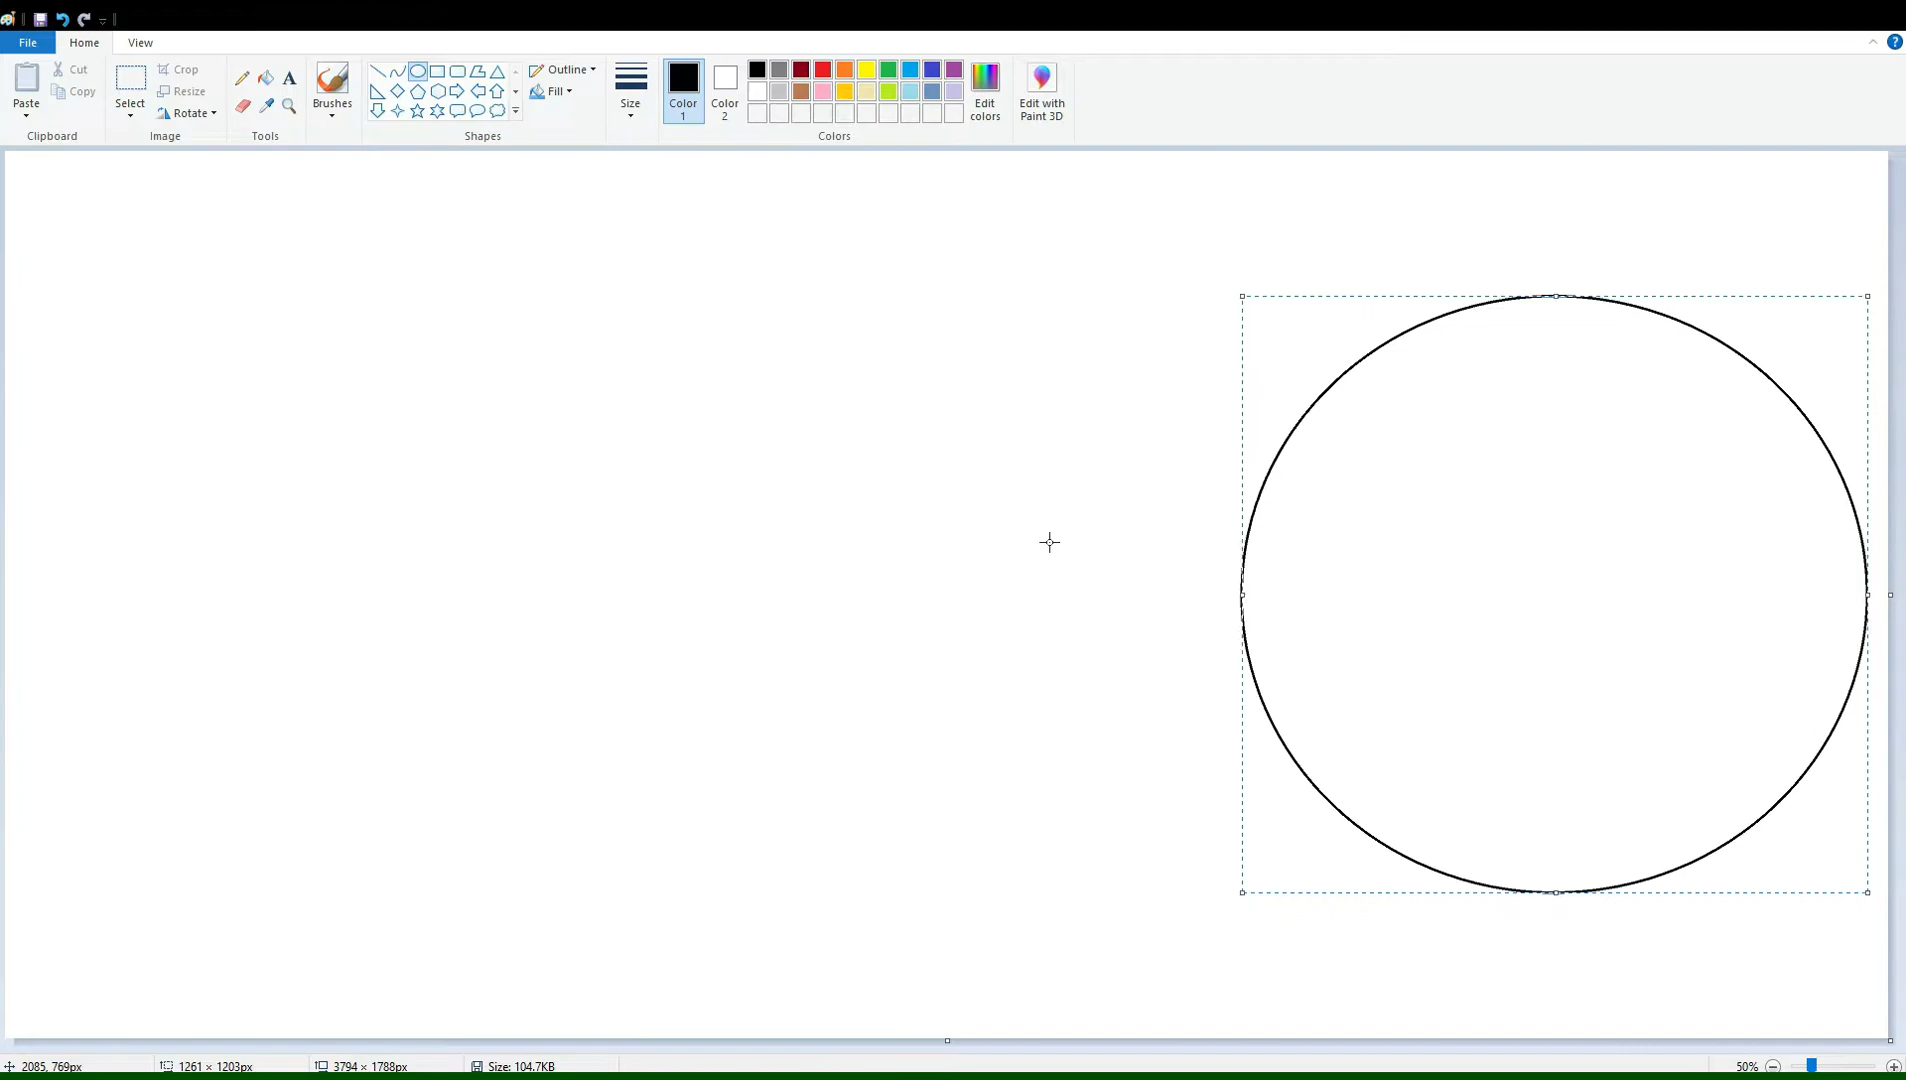 File Home View
Paste Cut Copy
Clipboard
Select Crop Resize Rotate
Image
A
Tools
Brushes
Shapes
Outline
Fill
Size
Color 1
Color 2
Colors
Edit colors
Edit with Paint 3D
?
2085, 769px 1261 × 1203px 3794 × 1788px Size: 104.7KB 50%